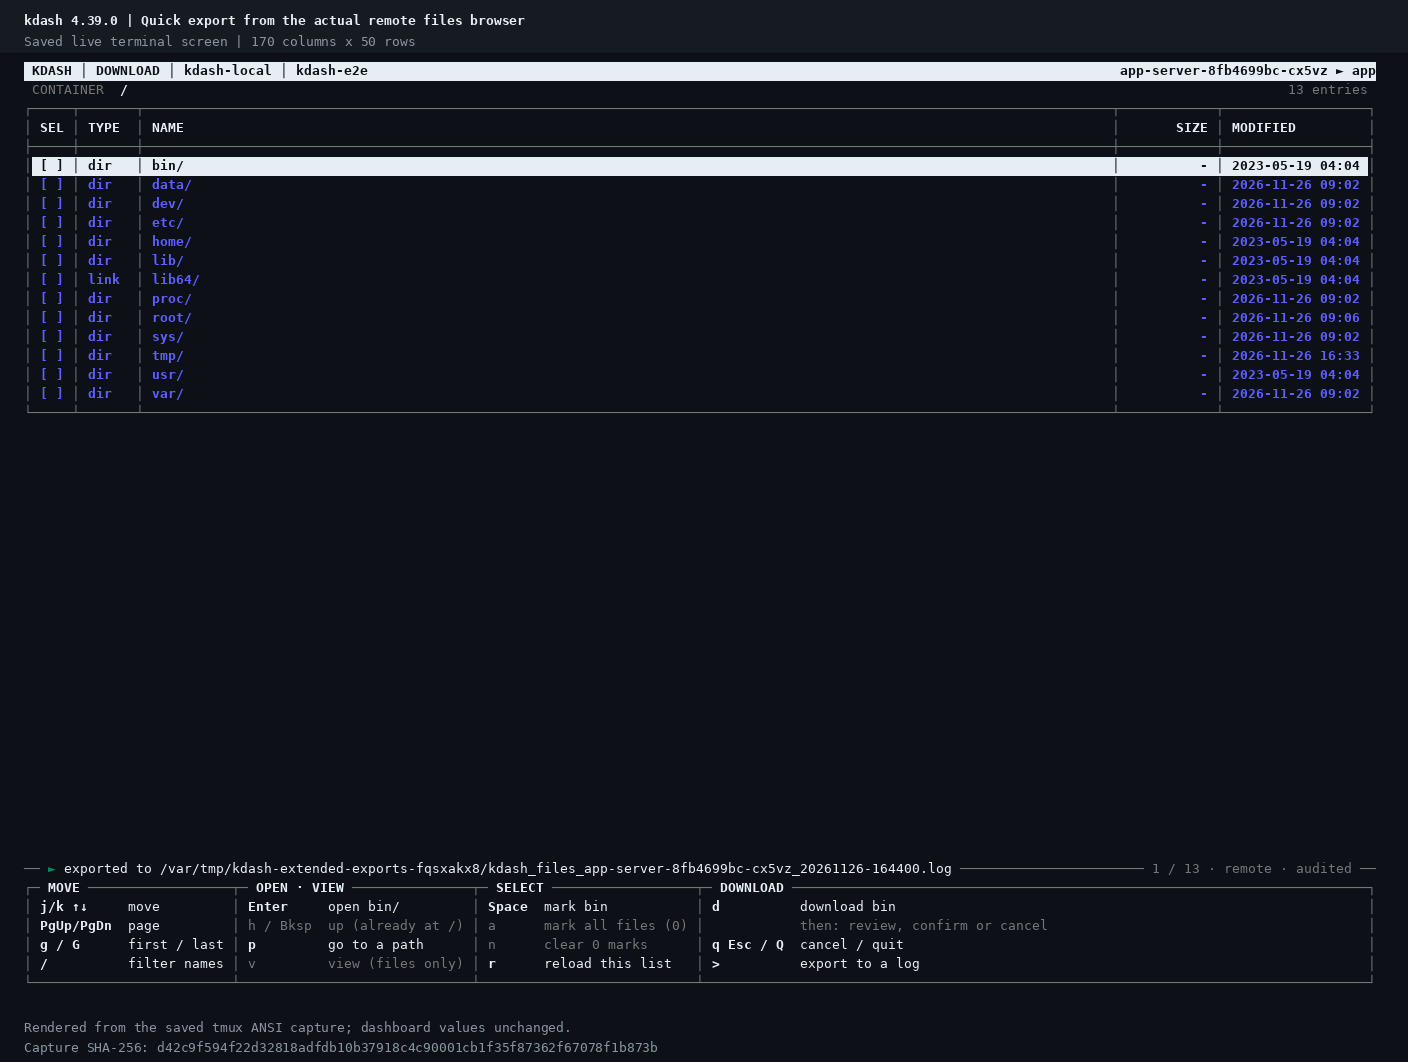 kdash 4.39.0 | Quick export from the actual remote files browser
Saved live terminal screen | 170 columns x 50 rows
KDASH │ DOWNLOAD │ kdash-local │ kdash-e2e app-server-8fb4699bc-cx5vz ► app
CONTAINER / 13 entries
SEL │ TYPE │ NAME │ SIZE │ MODIFIED
[ ] │ dir │ bin/ │ - │ 2023-05-19 04:04
[ ] │ dir │ data/ │ - │ 2026-11-26 09:02
[ ] │ dir │ dev/ │ - │ 2026-11-26 09:02
[ ] │ dir │ etc/ │ - │ 2026-11-26 09:02
[ ] │ dir │ home/ │ - │ 2023-05-19 04:04
[ ] │ dir │ lib/ │ - │ 2023-05-19 04:04
[ ] │ link │ lib64/ │ - │ 2023-05-19 04:04
[ ] │ dir │ proc/ │ - │ 2026-11-26 09:02
[ ] │ dir │ root/ │ - │ 2026-11-26 09:06
[ ] │ dir │ sys/ │ - │ 2026-11-26 09:02
[ ] │ dir │ tmp/ │ - │ 2026-11-26 16:33
[ ] │ dir │ usr/ │ - │ 2023-05-19 04:04
[ ] │ dir │ var/ │ - │ 2026-11-26 09:02
► exported to /var/tmp/kdash-extended-exports-fqsxakx8/kdash_files_app-server-8fb4699bc-cx5vz_20261126-164400.log 1 / 13 · remote · audited
MOVE OPEN · VIEW SELECT DOWNLOAD
j/k ↑↓ move │ Enter open bin/ │ Space mark bin │ d download bin
PgUp/PgDn page │ h / Bksp up (already at /) │ a mark all files (0) │ then: review, confirm or cancel
g / G first / last │ p go to a path │ n clear 0 marks │ q Esc / Q cancel / quit
/ filter names │ v view (files only) │ r reload this list │ > export to a log
Rendered from the saved tmux ANSI capture; dashboard values unchanged.
Capture SHA-256: d42c9f594f22d32818adfdb10b37918c4c90001cb1f35f87362f67078f1b873b